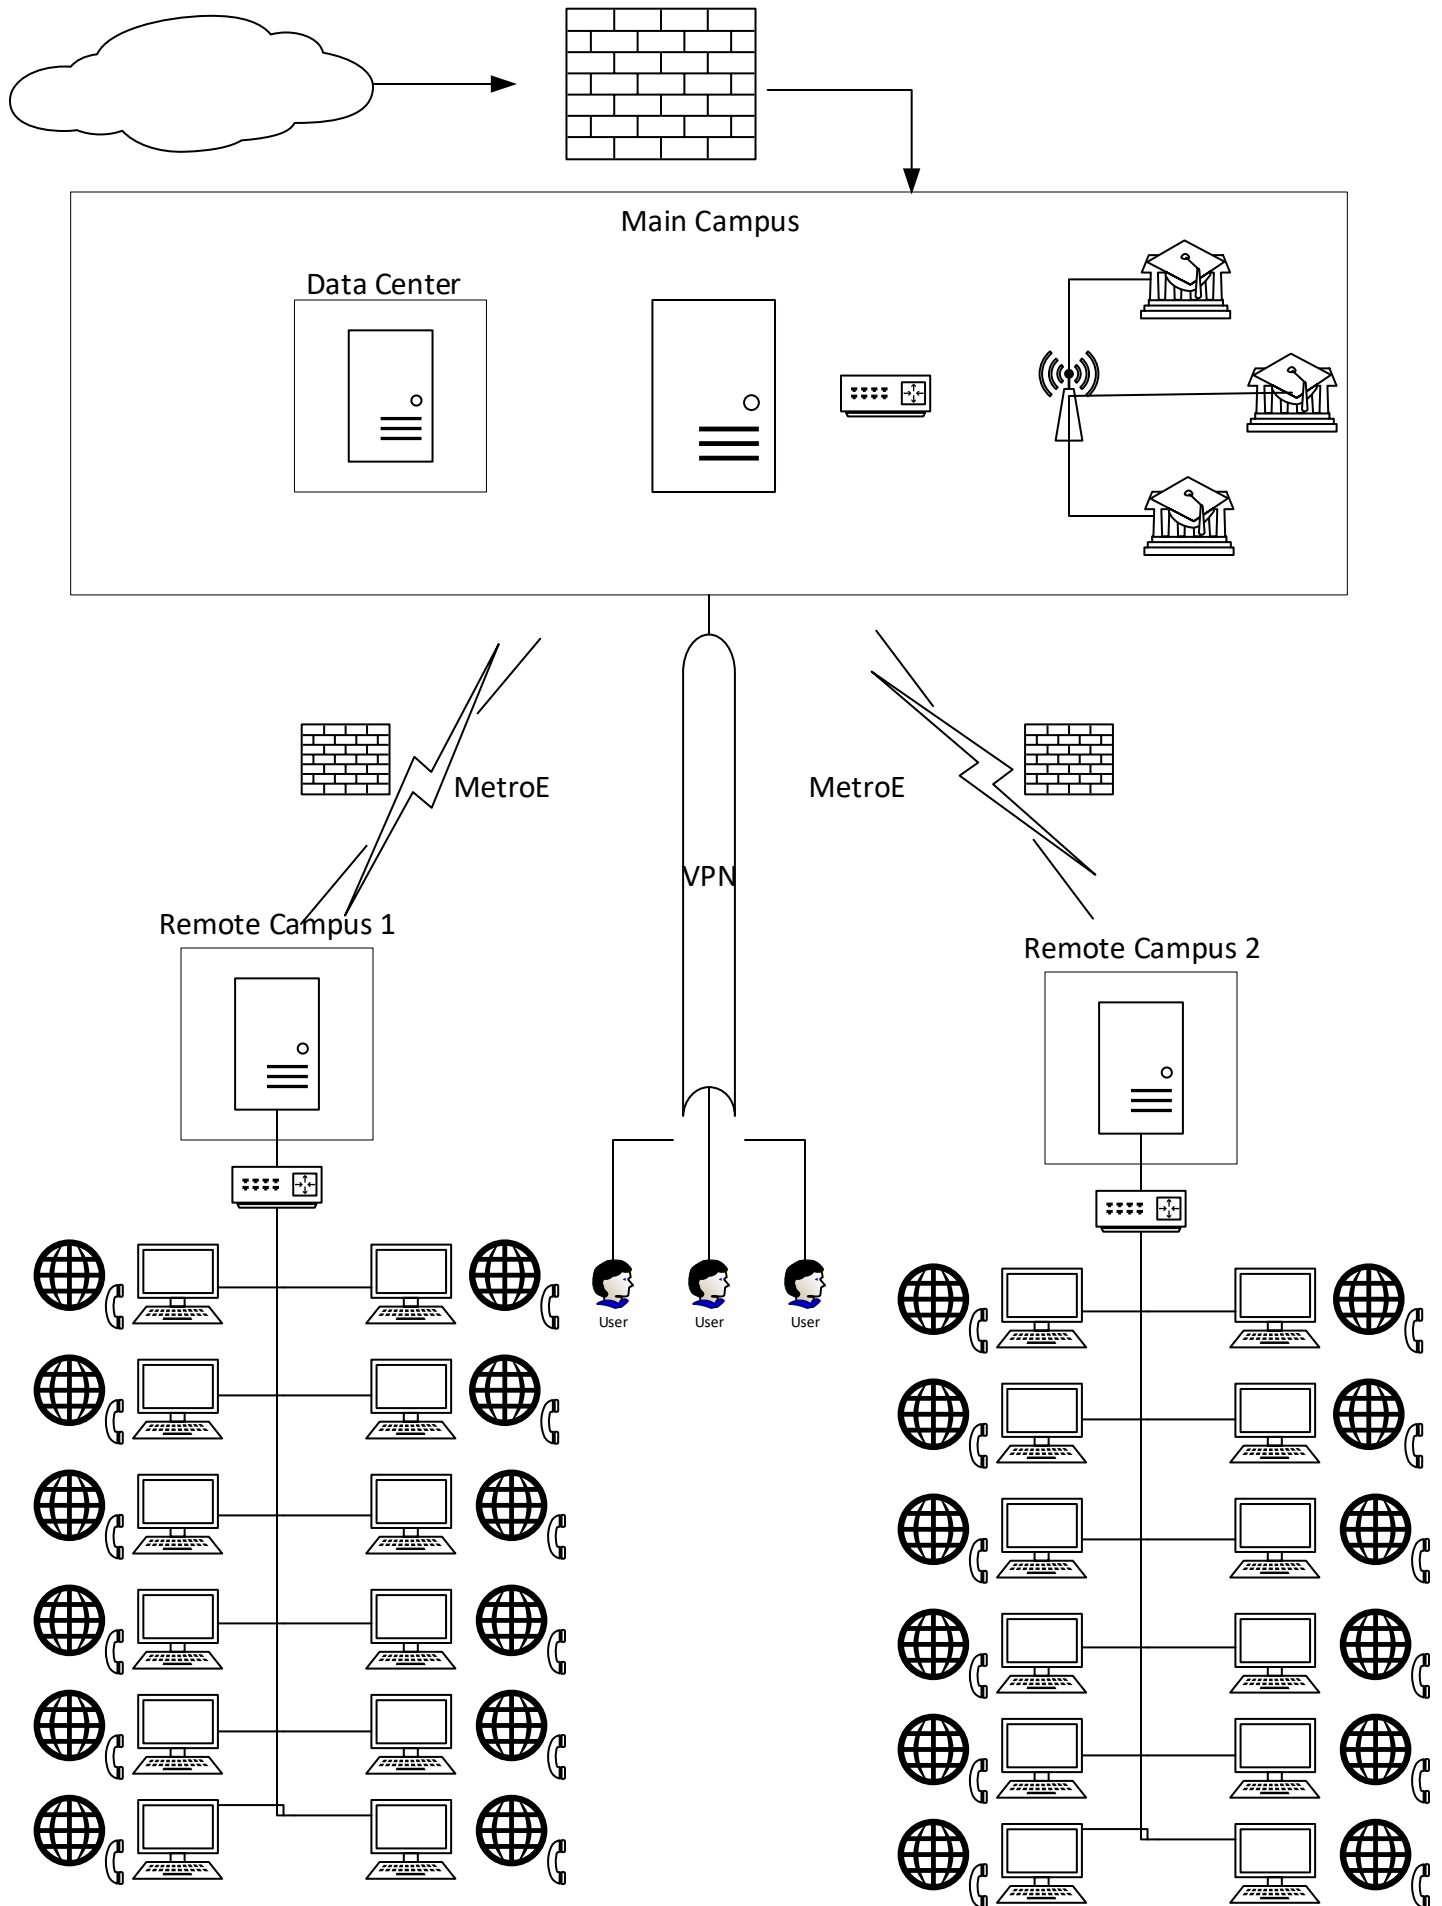 Main Campus
Data Center
MetroE
MetroE
VPN
Remote Campus 1
Remote Campus 2
User
User
User